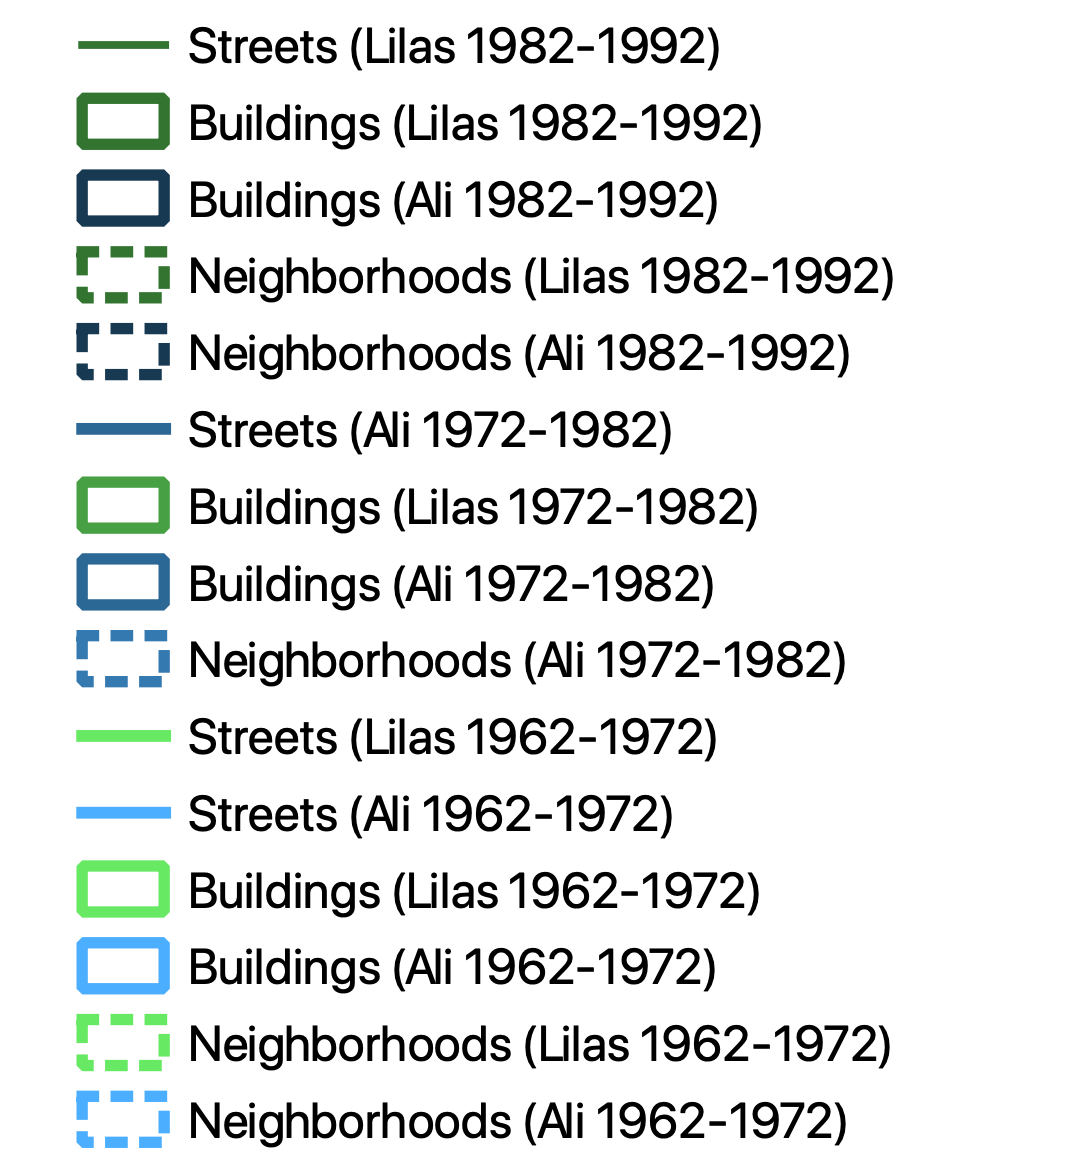 Streets (Lilas 1982-1992)
Buildings (Lilas 1982-1992)
Buildings (Ali 1982-1992)
Neighborhoods (Lilas 1982-1992)
Neighborhoods (Ali 1982-1992)
Streets (Ali 1972-1982)
Buildings (Lilas 1972-1982)
Buildings (Ali 1972-1982)
Neighborhoods (Ali 1972-1982)
Streets (Lilas 1962-1972)
Streets (Ali 1962-1972)
Buildings (Lilas 1962-1972)
Buildings (Ali 1962-1972)
Neighborhoods (Lilas 1962-1972)
Neighborhoods (Ali 1962-1972)